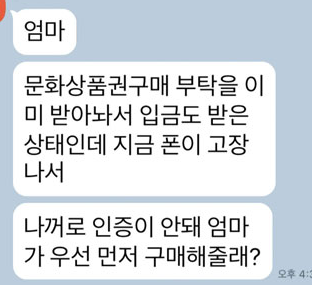 엄마
문화상품권구매 부탁을 이
미 받아놔서 입금도 받은
상태인데 지금 폰이 고장
나서
나꺼로 인증이 안돼 엄마
가 우선 먼저 구매해줄래?
오후 4:3